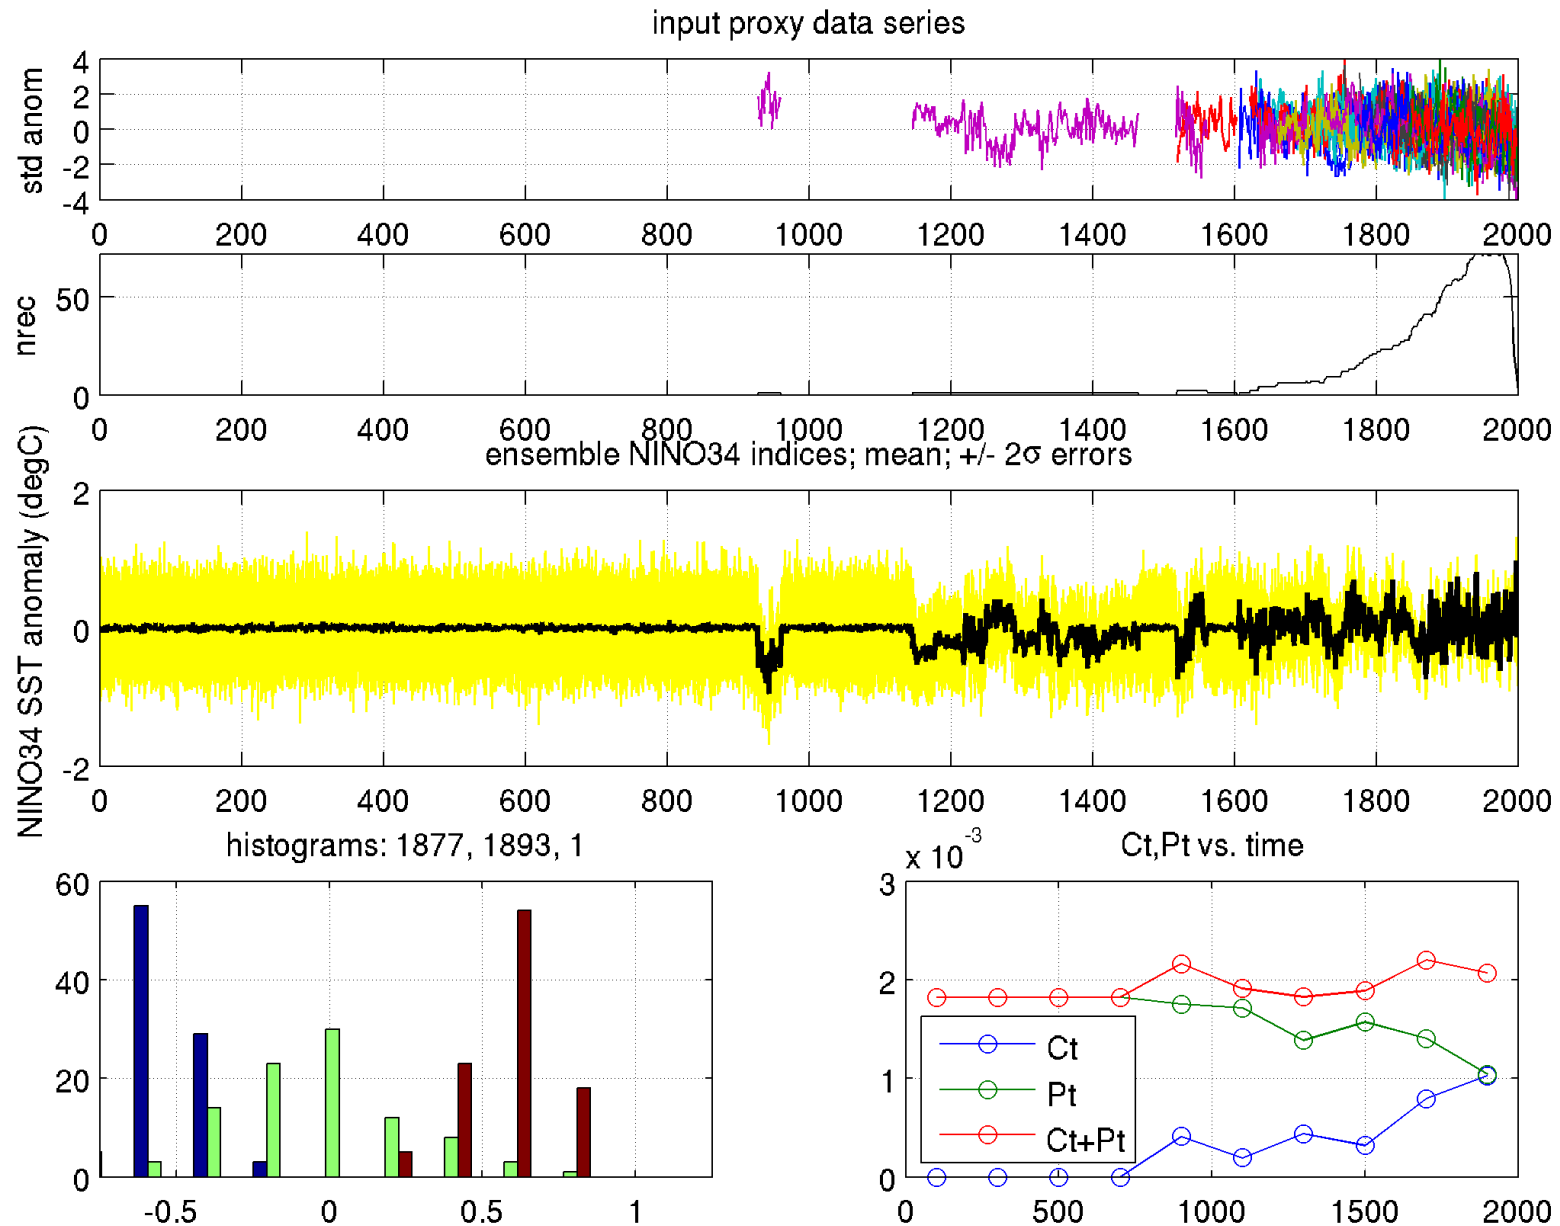 input proxy data series
std anom
4
2
0
-2
-4
0 200 400 600 800 1000 1200 1400 1600 1800 2000
nrec
50
0
0 200 400 600 800 1000 1200 1400 1600 1800 2000
ensemble NINO34 indices; mean; +/- 2σ errors
NINO34 SST anomaly (degC)
2
0
-2
0 200 400 600 800 1000 1200 1400 1600 1800 2000
histograms: 1877, 1893, 1
60
40
20
0
-0.5 0 0.5 1
x 10-3
Ct,Pt vs. time
3
2
1
0
Ct
Pt
Ct+Pt
0 500 1000 1500 2000